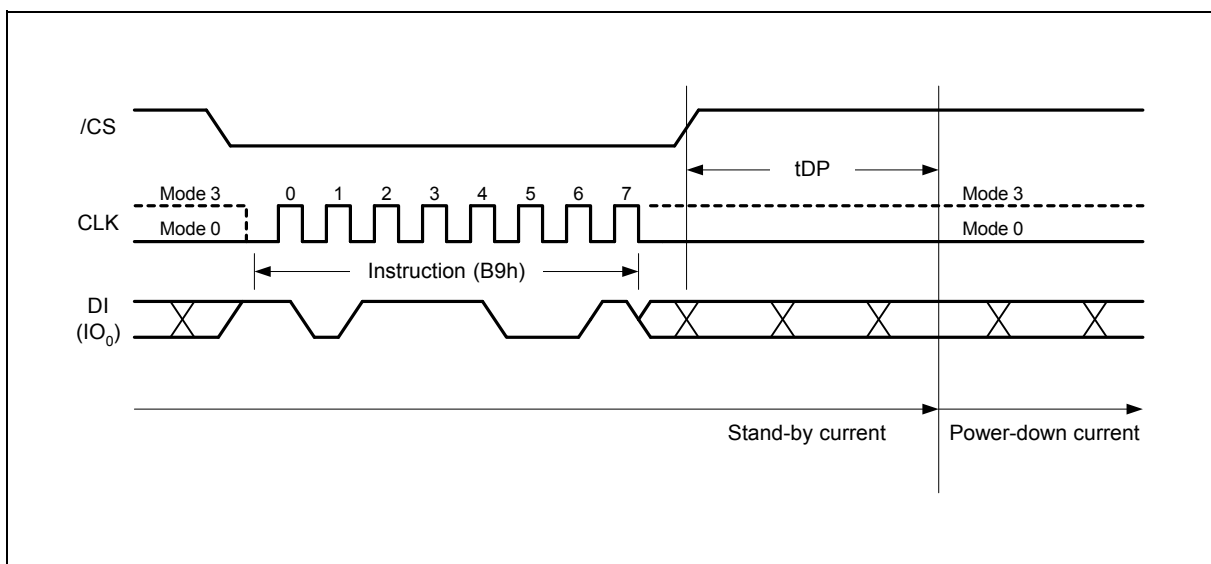 /CS
tDP
Mode 3
0 1 2 3 4 5 6 7
Mode 3
CLK
Mode 0
Mode 0
Instruction (B9h)
DI
(IO₀)
Stand-by current
Power-down current